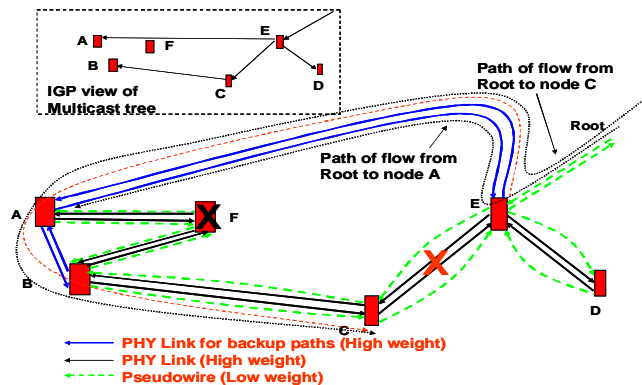 A
F
E
B
C
D
IGP view of
Multicast tree
Path of flow from
Root to node C
Root
Path of flow from
Root to node A
A
X
F
E
B
X
C
D
PHY Link for backup paths (High weight)
PHY Link (High weight)
Pseudowire (Low weight)